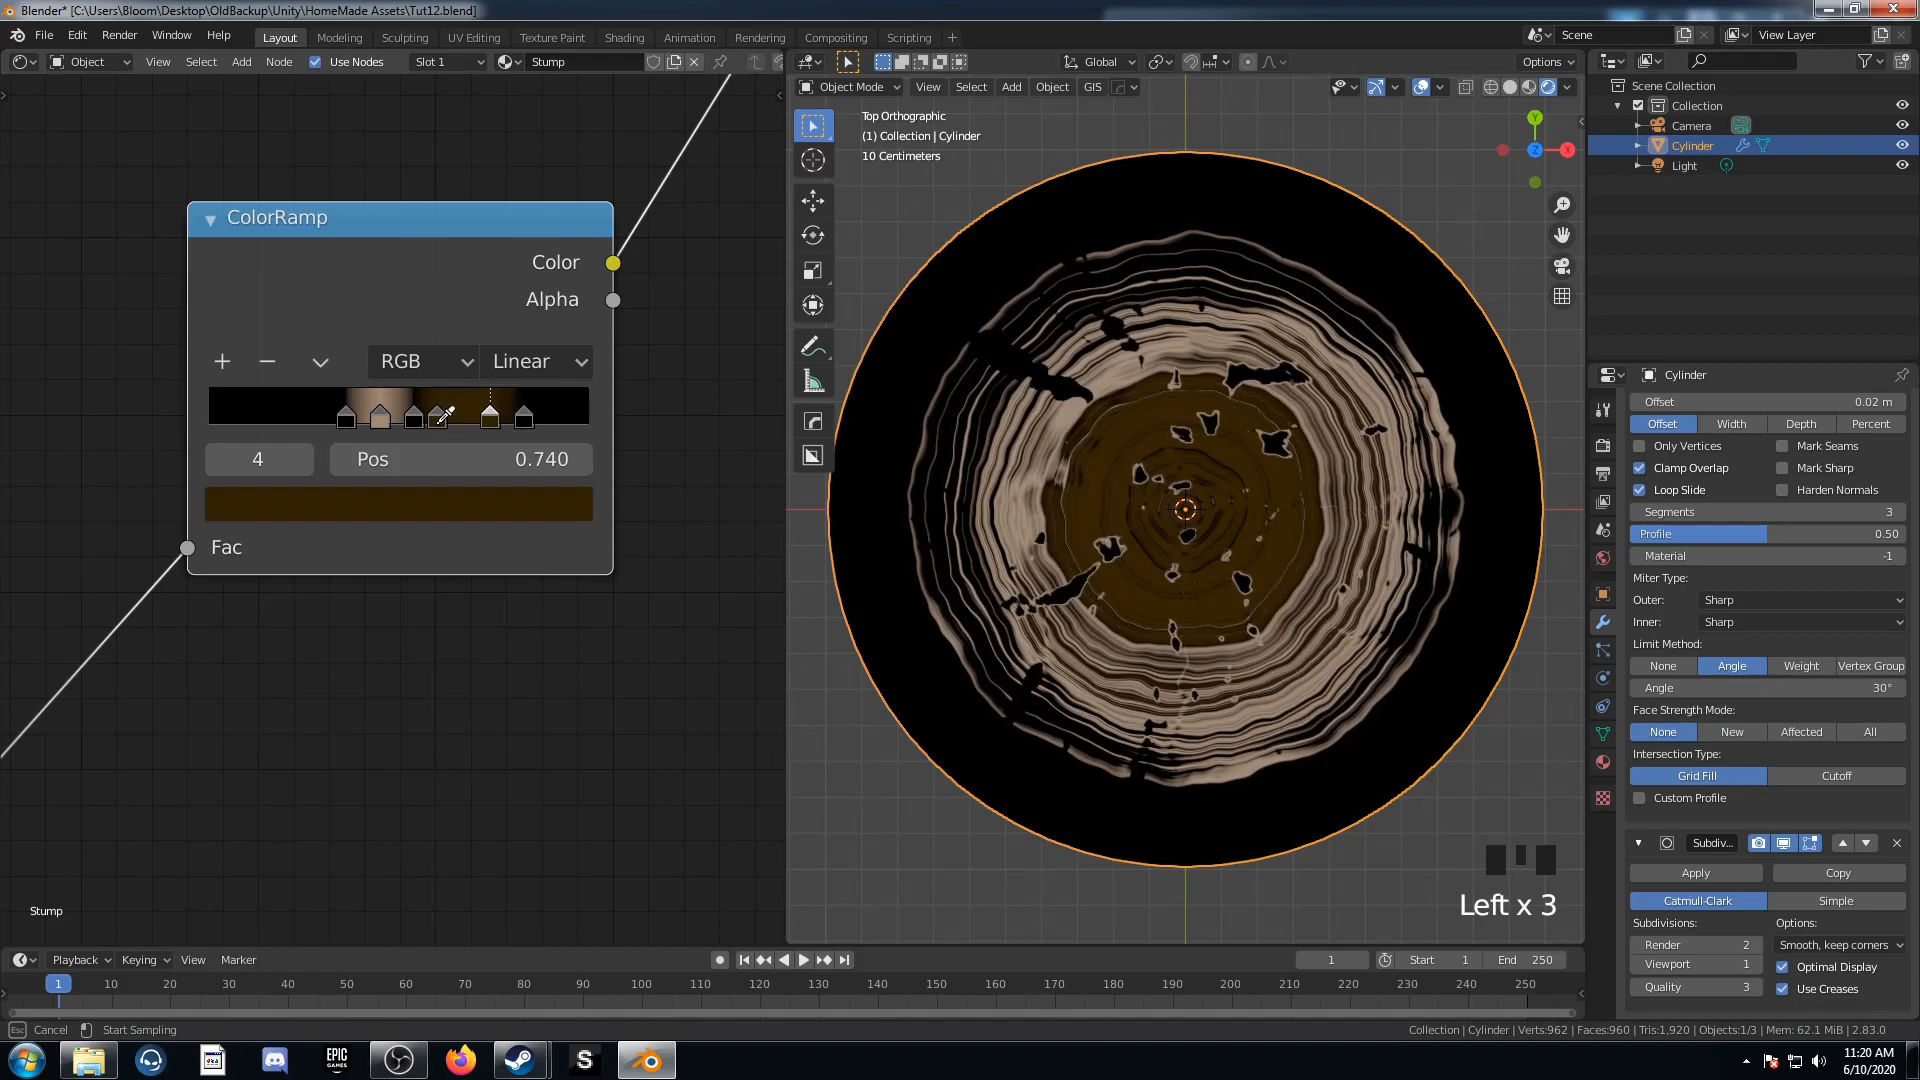 Blender* [C:\Users\Bloom\Desktop\OldBackup\Unity\HomeMade Assets\Tut12.blend]
File Edit Render Window Help
Layout Modeling Sculpting UV Editing Texture Paint Shading Animation Rendering Compositing Scripting +
Scene
View Layer
Object View Select Add Node Use Nodes Slot 1 Stump
Global Options
Object Mode View Select Add Object GIS
ColorRamp
Color
Alpha
+ − RGB Linear
4 Pos 0.740
Fac
Stump
Top Orthographic
(1) Collection | Cylinder
10 Centimeters
Y
Z X
Left x 3
Scene Collection
Collection
Camera
Cylinder
Light
Cylinder
Offset 0.02 m
Offset Width Depth Percent
Only Vertices Mark Seams
Clamp Overlap Mark Sharp
Loop Slide Harden Normals
Segments 3
Profile 0.50
Material -1
Miter Type:
Outer: Sharp
Inner: Sharp
Limit Method:
None Angle Weight Vertex Group
Angle 30°
Face Strength Mode:
None New Affected All
Intersection Type:
Grid Fill Cutoff
Custom Profile
Subdiv...
Apply Copy
Catmull-Clark Simple
Subdivisions: Options:
Render 2 Smooth, keep corners
Viewport 1 Optimal Display
Quality 3 Use Creases
Playback Keying View Marker 1 Start 1 End 250
1 10 20 30 40 50 60 70 80 90 100 110 120 130 140 150 160 170 180 190 200 210 220 230 240 250
Esc Cancel Start Sampling
Collection | Cylinder | Verts:962 | Faces:960 | Tris:1,920 | Objects:1/3 | Mem: 62.1 MiB | 2.83.0
EPIC
GAMES
S
11:20 AM
6/10/2020